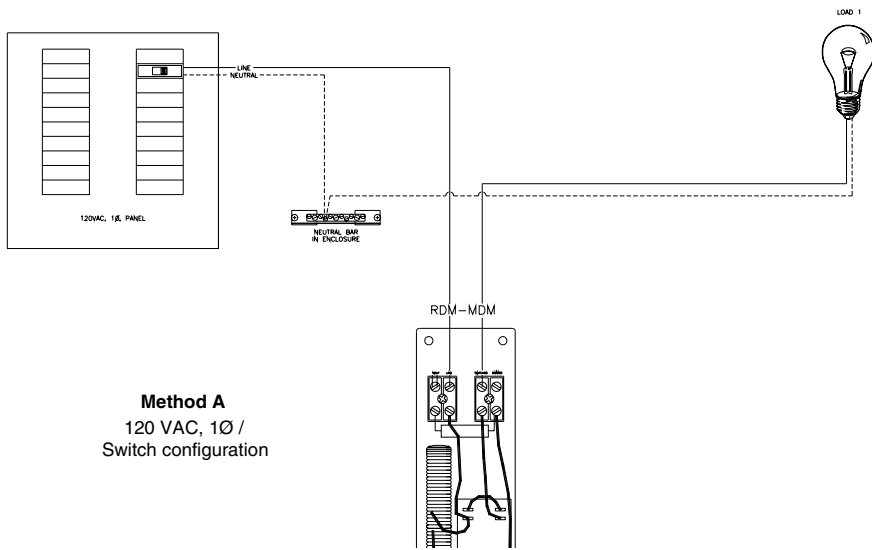 LOAD 1
LINE
NEUTRAL
120VAC, 1Ø, PANEL
NEUTRAL BAR
IN ENCLOSURE
RDM-MDM
Method A
120 VAC, 1Ø /
Switch configuration